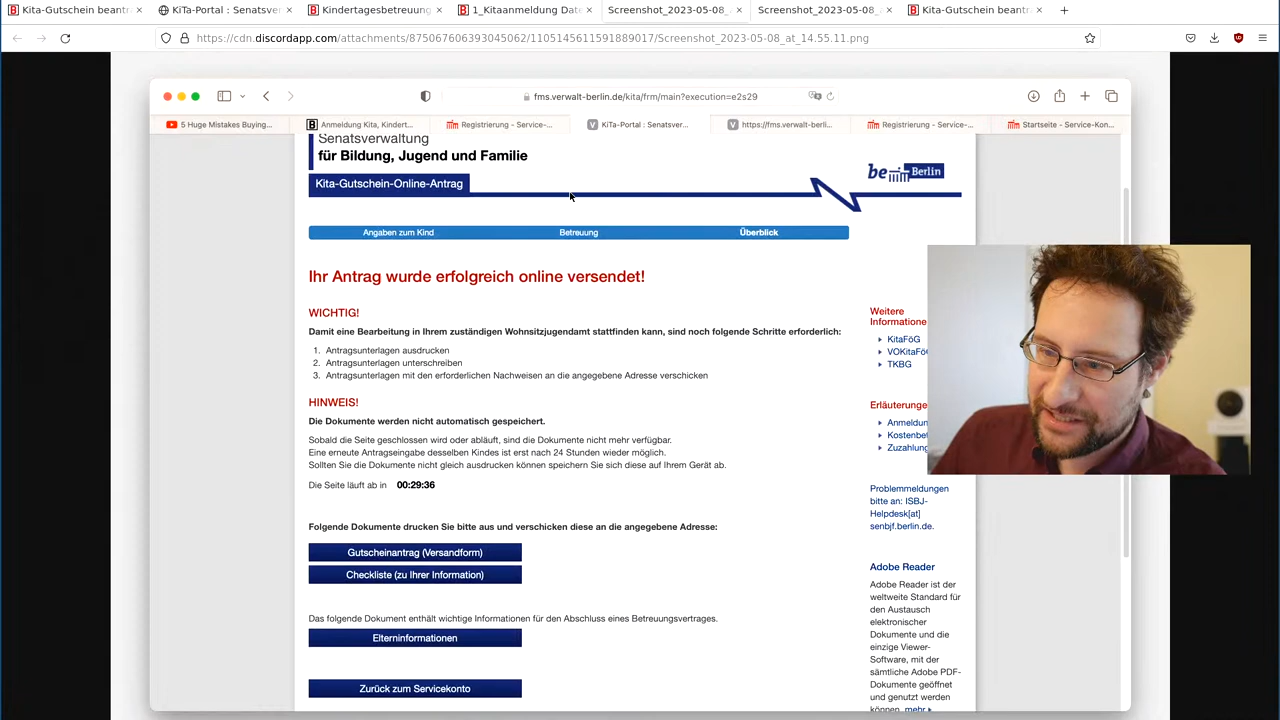 Kita-Gutschein beantra
KiTa-Portal : Senatsver
Kindertagesbetreuung
1_Kitaanmeldung Date
Screenshot_2023-05-08_
Screenshot_2023-05-08_
Kita-Gutschein beantra
https://cdn.discordapp.com/attachments/875067606393045062/1105145611591889017/Screenshot_2023-05-08_at_14.55.11.png
fms.verwalt-berlin.de/kita/frm/main?execution=e2s29
5 Huge Mistakes Buying...
Anmeldung Kita, Kindert...
Registrierung - Service-...
KiTa-Portal : Senatsver...
https://fms.verwalt-berli...
Registrierung - Service-...
Startseite - Service-Kon...
Senatsverwaltung
für Bildung, Jugend und Familie
Kita-Gutschein-Online-Antrag
be Berlin
Angaben zum Kind
Betreuung
Überblick
Ihr Antrag wurde erfolgreich online versendet!
WICHTIG!
Damit eine Bearbeitung in Ihrem zuständigen Wohnsitzjugendamt stattfinden kann, sind noch folgende Schritte erforderlich:
1. Antragsunterlagen ausdrucken
2. Antragsunterlagen unterschreiben
3. Antragsunterlagen mit den erforderlichen Nachweisen an die angegebene Adresse verschicken
HINWEIS!
Die Dokumente werden nicht automatisch gespeichert.
Sobald die Seite geschlossen wird oder abläuft, sind die Dokumente nicht mehr verfügbar.
Eine erneute Antragseingabe desselben Kindes ist erst nach 24 Stunden wieder möglich.
Sollten Sie die Dokumente nicht gleich ausdrucken können speichern Sie sich diese auf Ihrem Gerät ab.
Die Seite läuft ab in 00:29:36
Folgende Dokumente drucken Sie bitte aus und verschicken diese an die angegebene Adresse:
Gutscheinantrag (Versandform)
Checkliste (zu Ihrer Information)
Das folgende Dokument enthält wichtige Informationen für den Abschluss eines Betreuungsvertrages.
Elterninformationen
Zurück zum Servicekonto
Weitere
Informatione
KitaFöG
VOKitaFö
TKBG
Erläuterunge
Anmeldun
Kostenbet
Zuzahlung
Problemmeldungen
bitte an: ISBJ-
Helpdesk[at]
senbjf.berlin.de.
Adobe Reader
Adobe Reader ist der
weltweite Standard für
den Austausch
elektronischer
Dokumente und die
einzige Viewer-
Software, mit der
sämtliche Adobe PDF-
Dokumente geöffnet
und genutzt werden
können. mehr